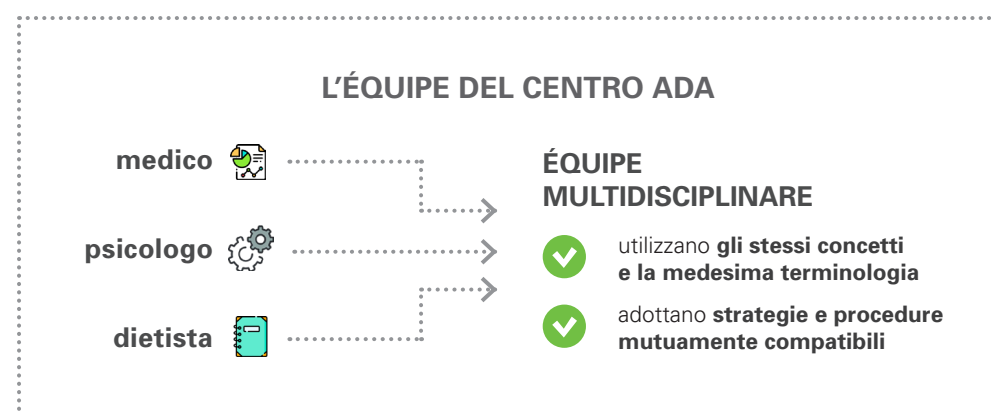 L'ÉQUIPE DEL CENTRO ADA
medico
psicologo
dietista
ÉQUIPE
MULTIDISCIPLINARE
utilizzano gli stessi concetti
e la medesima terminologia
adottano strategie e procedure
mutuamente compatibili